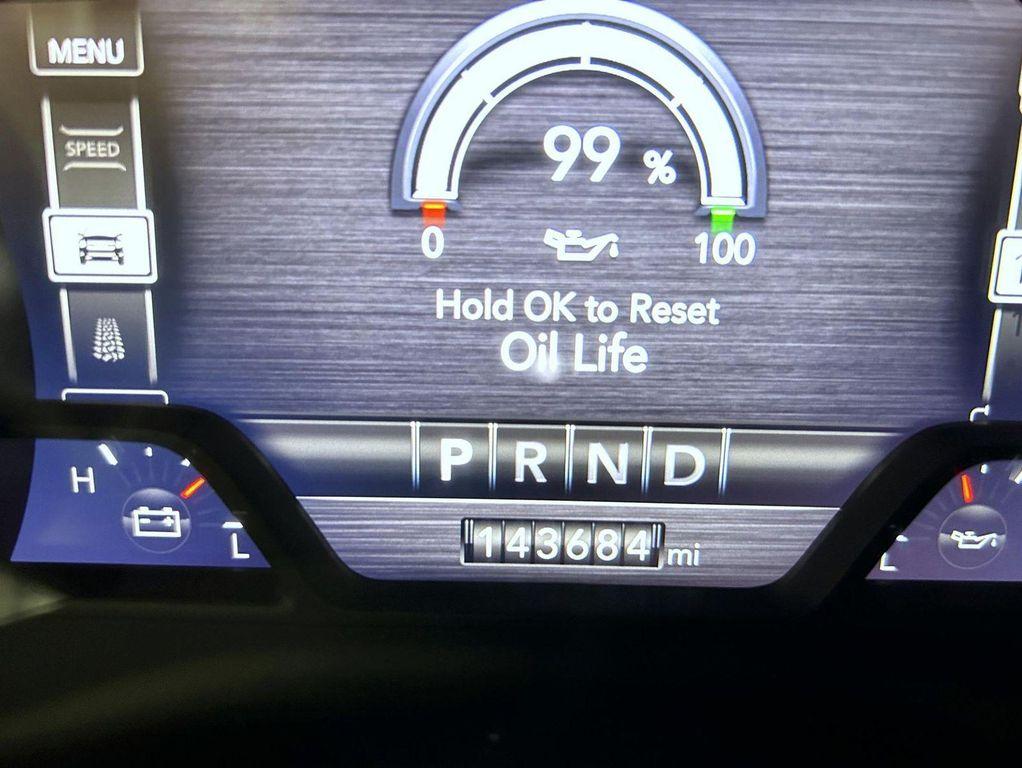 MENU
SPEED
99 %
0
100
Hold OK to Reset
Oil Life
P R N D
H
L
143684 mi
L